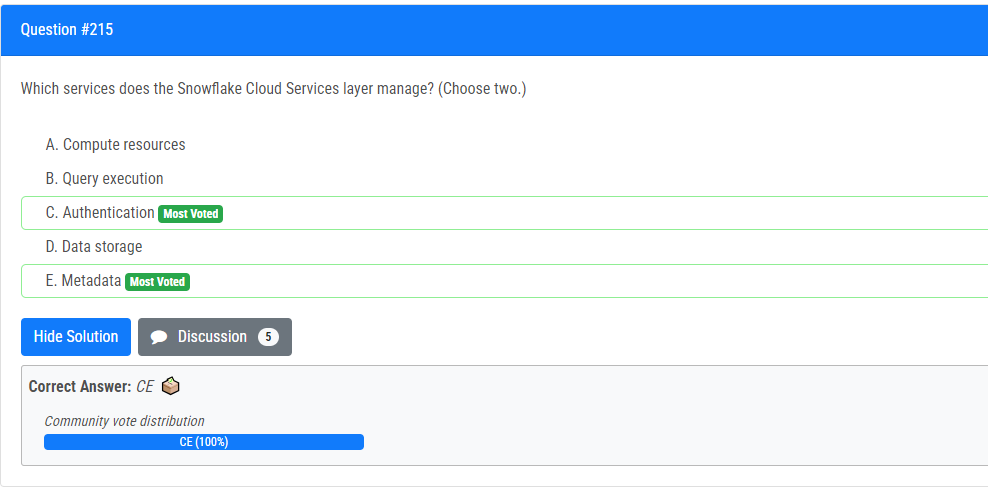 Question #215
Which services does the Snowflake Cloud Services layer manage? (Choose two.)
A. Compute resources
B. Query execution
C. Authentication Most Voted
D. Data storage
E. Metadata Most Voted
Hide Solution Discussion 5
Correct Answer: CE
Community vote distribution
CE (100%)